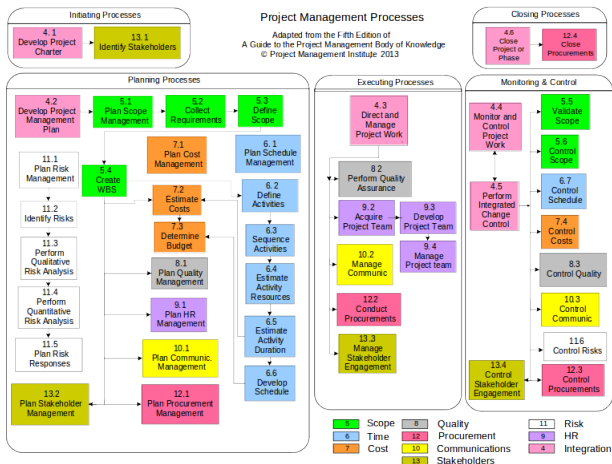 Project Management Processes
Adapted from the Fifth Edition of
A Guide to the Project Management Body of Knowledge
© Project Management Institute 2013
Initiating Processes
4.1
Develop Project
Charter
13.1
Identify Stakeholders
Closing Processes
4.6
Close
Project or
Phase
12.4
Close
Procurements
Planning Processes
4.2
Develop Project
Management
Plan
5.1
Plan Scope
Management
5.2
Collect
Requirements
5.3
Define
Scope
11.1
Plan Risk
Management
5.4
Create
WBS
7.1
Plan Cost
Management
6.1
Plan Schedule
Management
11.2
Identify Risks
7.2
Estimate
Costs
6.2
Define
Activities
11.3
Perform
Qualitative
Risk Analysis
7.3
Determine
Budget
6.3
Sequence
Activities
8.1
Plan Quality
Management
6.4
Estimate
Activity
Resources
11.4
Perform
Quantitative
Risk Analysis
9.1
Plan HR
Management
6.5
Estimate
Activity
Duration
11.5
Plan Risk
Responses
10.1
Plan Communic.
Management
6.6
Develop
Schedule
13.2
Plan Stakeholder
Management
12.1
Plan Procurement
Management
Executing Processes
4.3
Direct and
Manage
Project Work
8.2
Perform Quality
Assurance
9.2
Acquire
Project Team
9.3
Develop
Project Team
9.4
Manage
Project team
10.2
Manage
Communic
12.2
Conduct
Procurements
13.3
Manage
Stakeholder
Engagement
Monitoring & Control
4.4
Monitor and
Control
Project
Work
5.5
Validate
Scope
5.6
Control
Scope
4.5
Perform
Integrated
Change
Control
6.7
Control
Schedule
7.4
Control
Costs
8.3
Control Quality
10.3
Control
Communic
11.6
Control Risks
13.4
Control
Stakeholder
Engagement
12.3
Control
Procurements
5 Scope
6 Time
7 Cost
8 Quality
12 Procurement
10 Communications
13 Stakeholders
11 Risk
9 HR
4 Integration